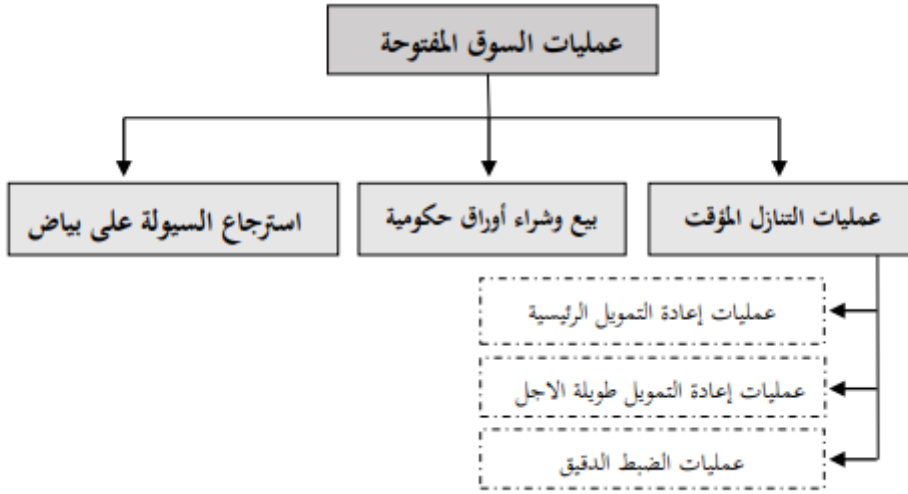 عمليات السوق المفتوحة
عمليات التنازل المؤقت
بيع وشراء أوراق حكومية
استرجاع السيولة على بياض
عمليات إعادة التمويل الرئيسية
عمليات إعادة التمويل طويلة الاجل
عمليات الضبط الدقيق